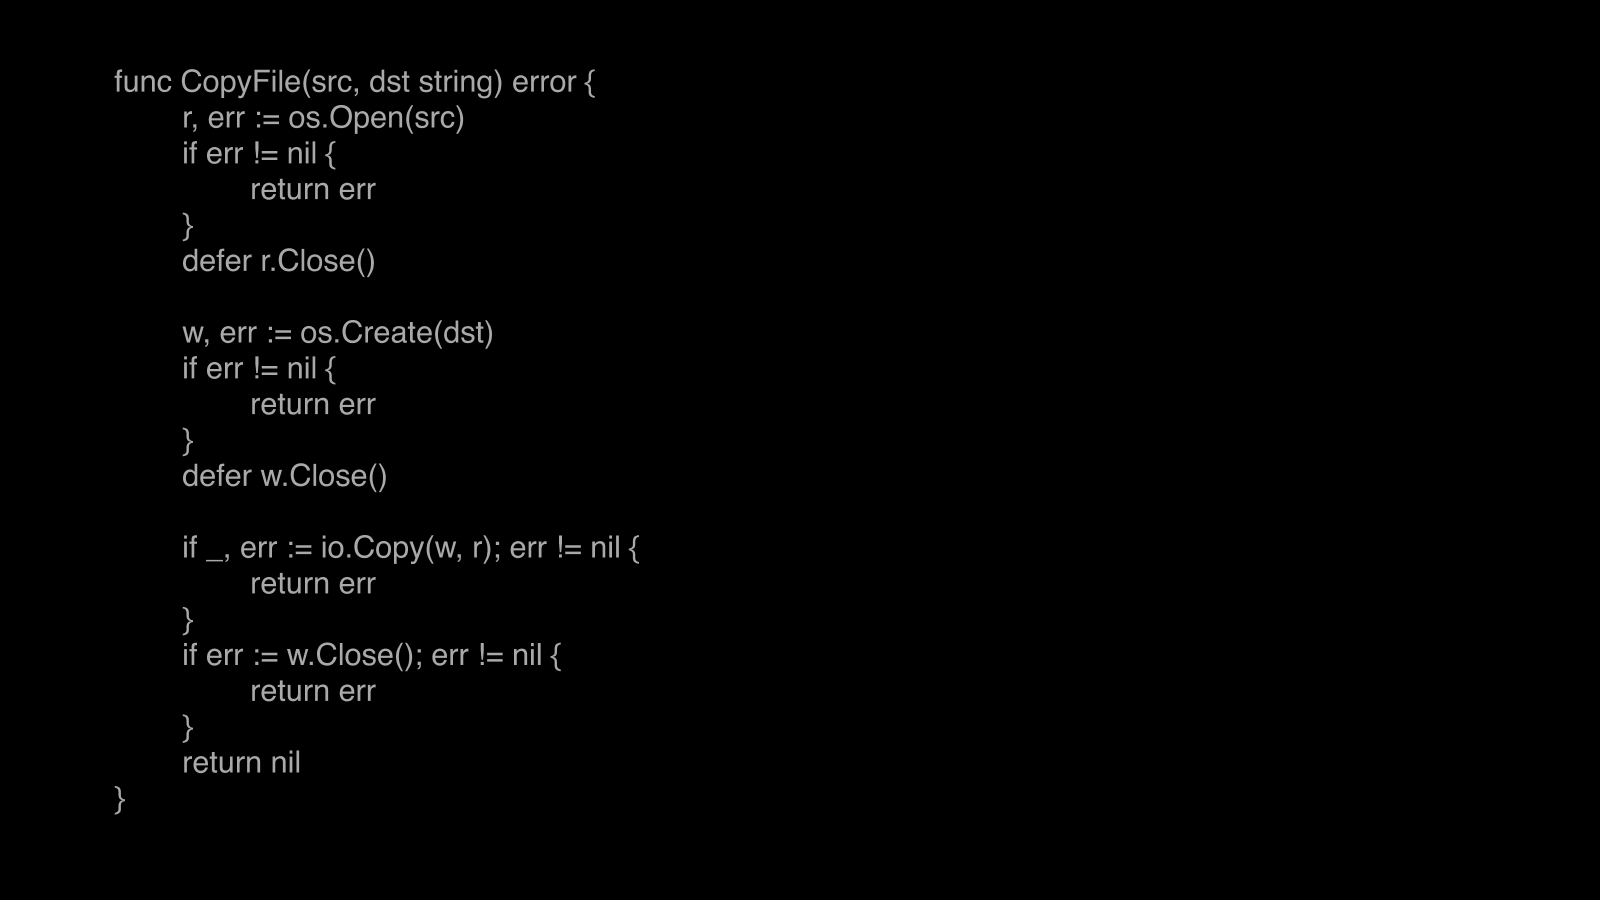 func CopyFile(src, dst string) error {
	r, err := os.Open(src)
	if err != nil {
		return err
	}
	defer r.Close()

	w, err := os.Create(dst)
	if err != nil {
		return err
	}
	defer w.Close()

	if _, err := io.Copy(w, r); err != nil {
		return err
	}
	if err := w.Close(); err != nil {
		return err
	}
	return nil
}